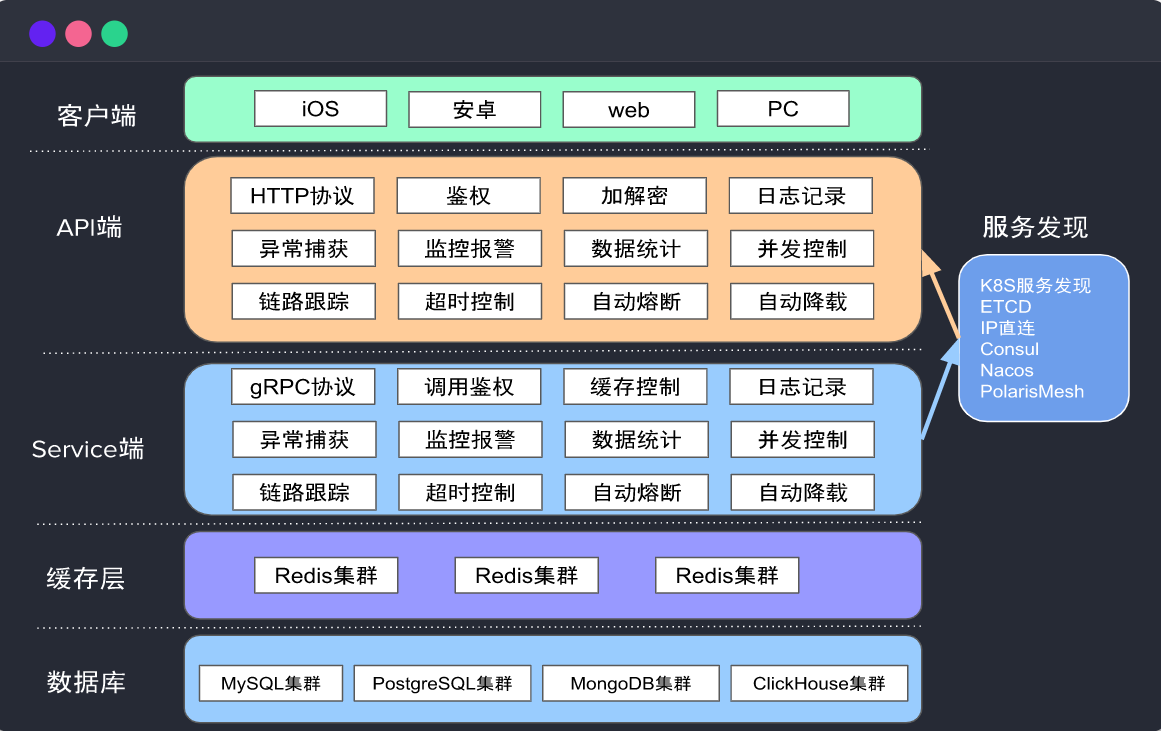 客户端
iOS
安卓
web
PC
API端
HTTP协议
鉴权
加解密
日志记录
异常捕获
监控报警
数据统计
并发控制
链路跟踪
超时控制
自动熔断
自动降载
服务发现
K8S服务发现
ETCD
IP直连
Consul
Nacos
PolarisMesh
Service端
gRPC协议
调用鉴权
缓存控制
日志记录
异常捕获
监控报警
数据统计
并发控制
链路跟踪
超时控制
自动熔断
自动降载
缓存层
Redis集群
Redis集群
Redis集群
数据库
MySQL集群
PostgreSQL集群
MongoDB集群
ClickHouse集群